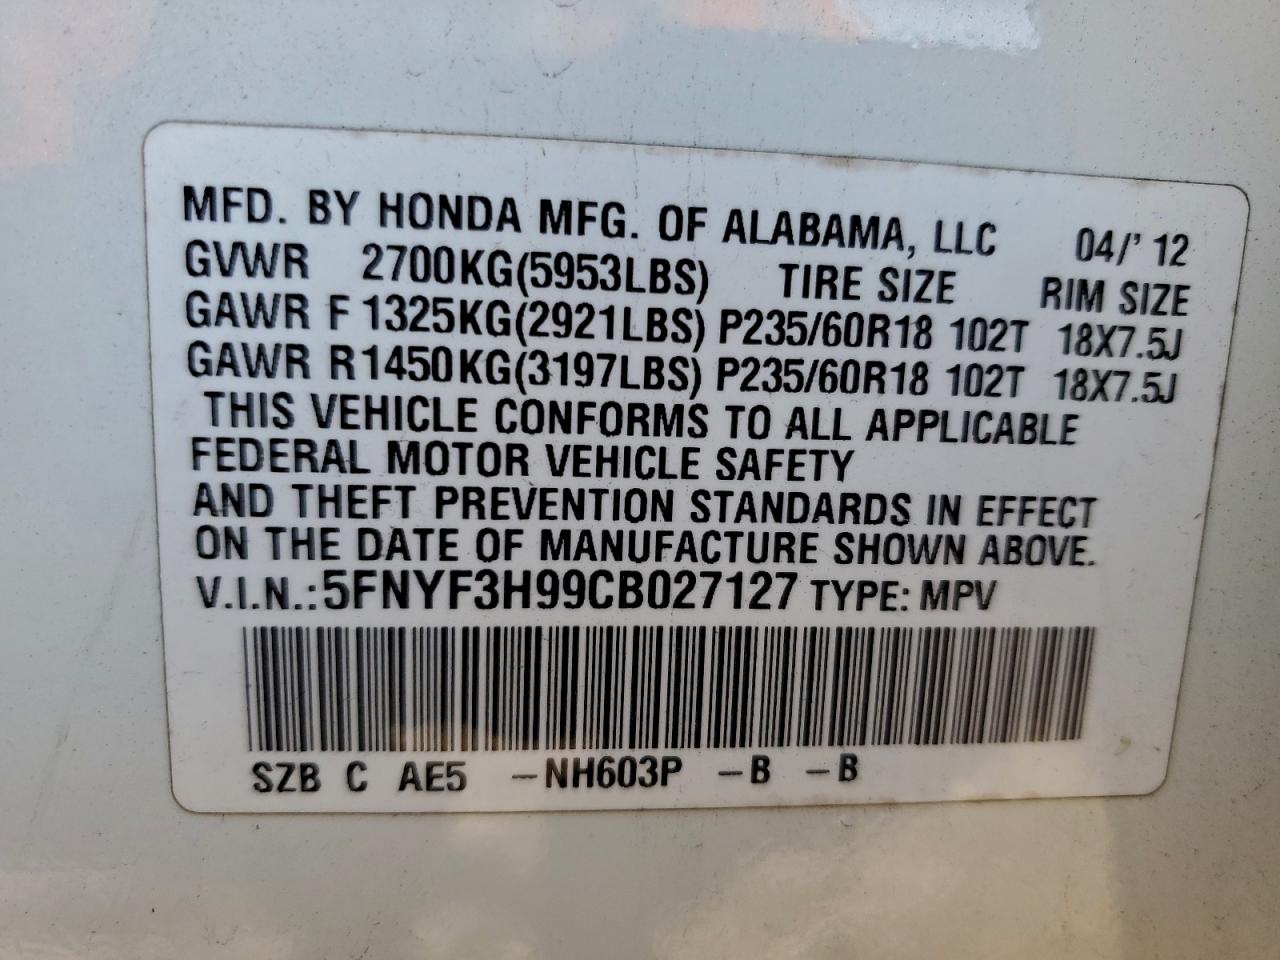 MFD. BY HONDA MFG. OF ALABAMA, LLC 04/' 12
GVWR 2700KG(5953LBS) TIRE SIZE RIM SIZE
GAWR F 1325KG(2921LBS) P235/60R18 102T 18X7.5J
GAWR R 1450KG(3197LBS) P235/60R18 102T 18X7.5J
THIS VEHICLE CONFORMS TO ALL APPLICABLE
FEDERAL MOTOR VEHICLE SAFETY
AND THEFT PREVENTION STANDARDS IN EFFECT
ON THE DATE OF MANUFACTURE SHOWN ABOVE.
V.I.N.: 5FNYF3H99CB027127 TYPE: MPV
SZB C AE5 -NH603P -B -B